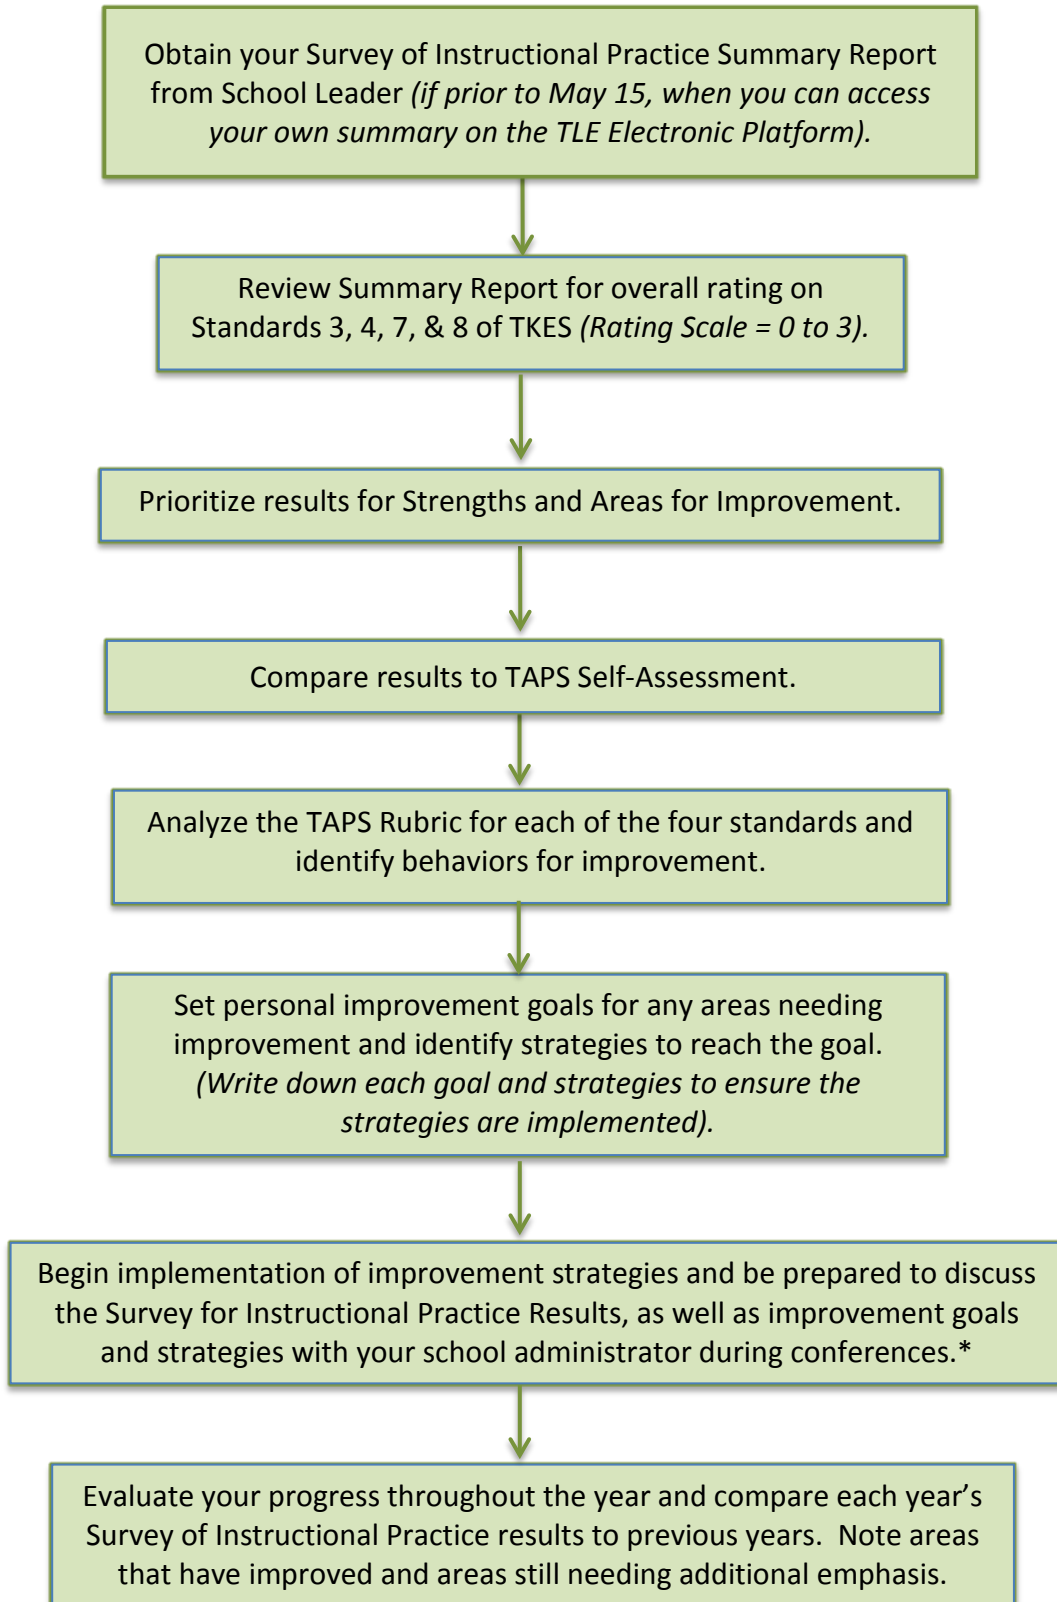 Obtain your Survey of Instructional Practice Summary Report
from School Leader (if prior to May 15, when you can access
your own summary on the TLE Electronic Platform).
Review Summary Report for overall rating on
Standards 3, 4, 7, & 8 of TKES (Rating Scale = 0 to 3).
Prioritize results for Strengths and Areas for Improvement.
Compare results to TAPS Self-Assessment.
Analyze the TAPS Rubric for each of the four standards and
identify behaviors for improvement.
Set personal improvement goals for any areas needing
improvement and identify strategies to reach the goal.
(Write down each goal and strategies to ensure the
strategies are implemented).
Begin implementation of improvement strategies and be prepared to discuss
the Survey for Instructional Practice Results, as well as improvement goals
and strategies with your school administrator during conferences.*
Evaluate your progress throughout the year and compare each year’s
Survey of Instructional Practice results to previous years.  Note areas
that have improved and areas still needing additional emphasis.